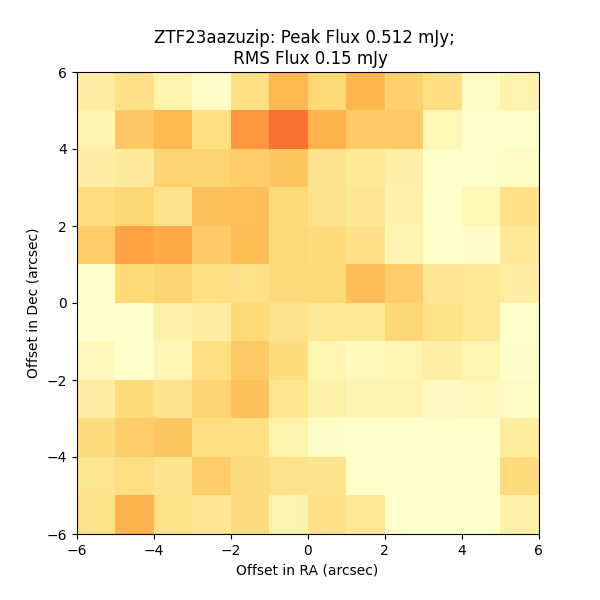 ZTF23aazuzip: Peak Flux 0.512 mJy;
RMS Flux 0.15 mJy
6
4
2
0
−2
−4
−6
Offset in Dec (arcsec)
−6 −4 −2 0 2 4 6
Offset in RA (arcsec)